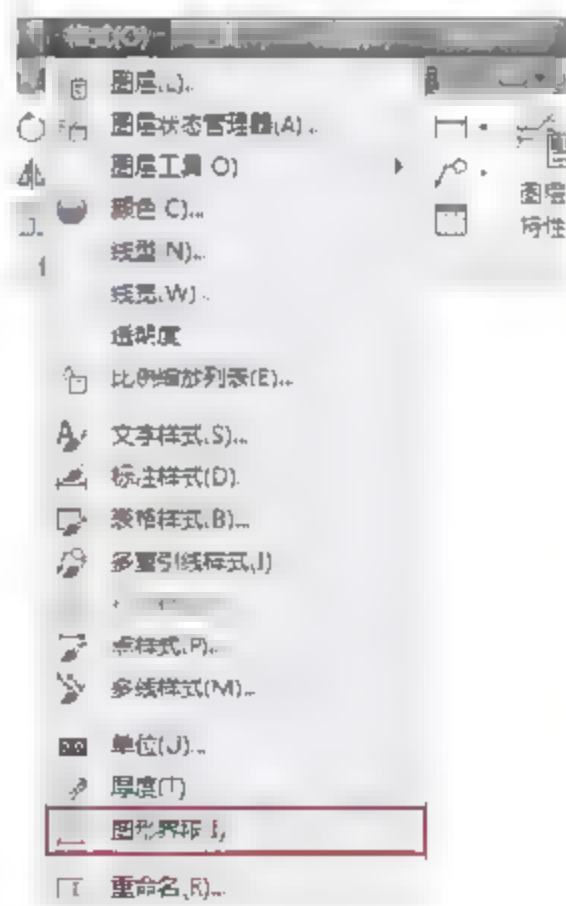 格式(O)
图层(L)...
图层状态管理器(A)...
图层工具(O)
颜色(C)...
线型(N)...
线宽(W)...
透明度
比例缩放列表(E)...
文字样式(S)...
标注样式(D)...
表格样式(B)...
多重引线样式(I)
点样式(P)...
多线样式(M)...
单位(U)...
厚度(T)
图形界限(I)
重命名(R)...
图层
特性